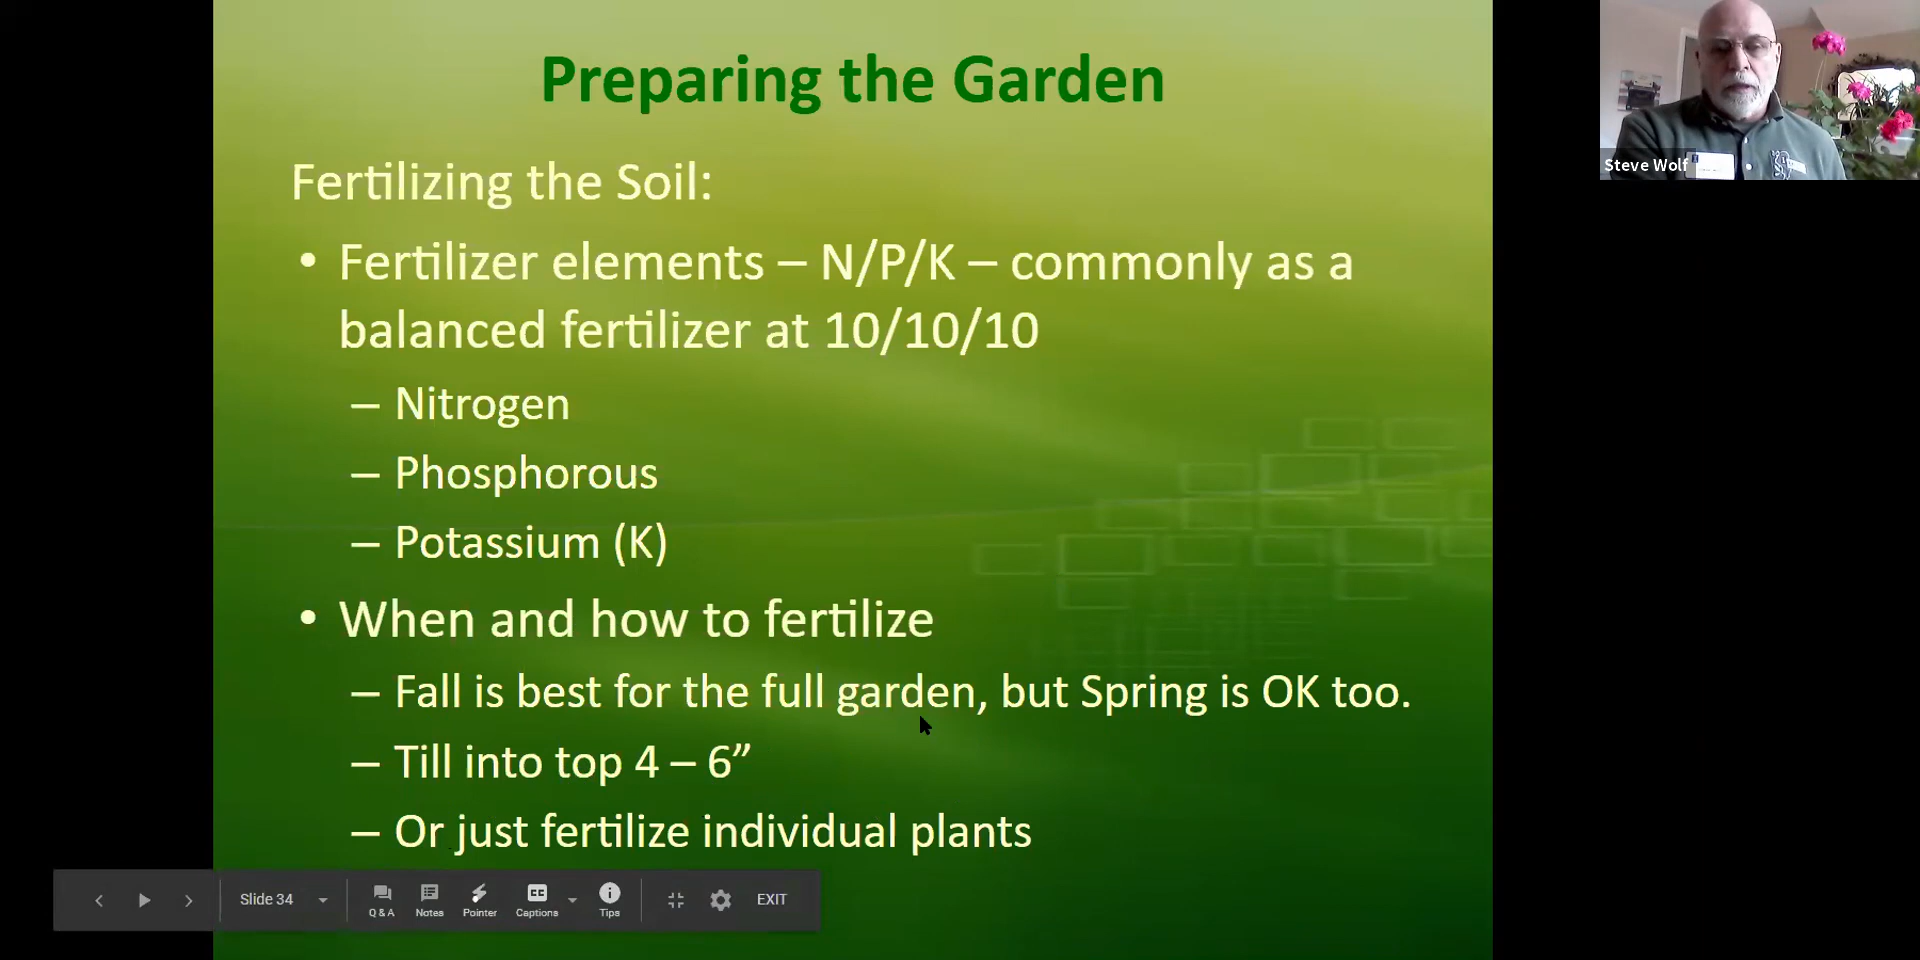 Preparing the Garden
Fertilizing the Soil:
• Fertilizer elements – N/P/K – commonly as a
balanced fertilizer at 10/10/10
– Nitrogen
– Phosphorous
– Potassium (K)
• When and how to fertilize
– Fall is best for the full garden, but Spring is OK too.
– Till into top 4 – 6”
– Or just fertilize individual plants
Steve Wolf
Slide 34
Q & A
Notes
Pointer
CC
Captions
Tips
EXIT